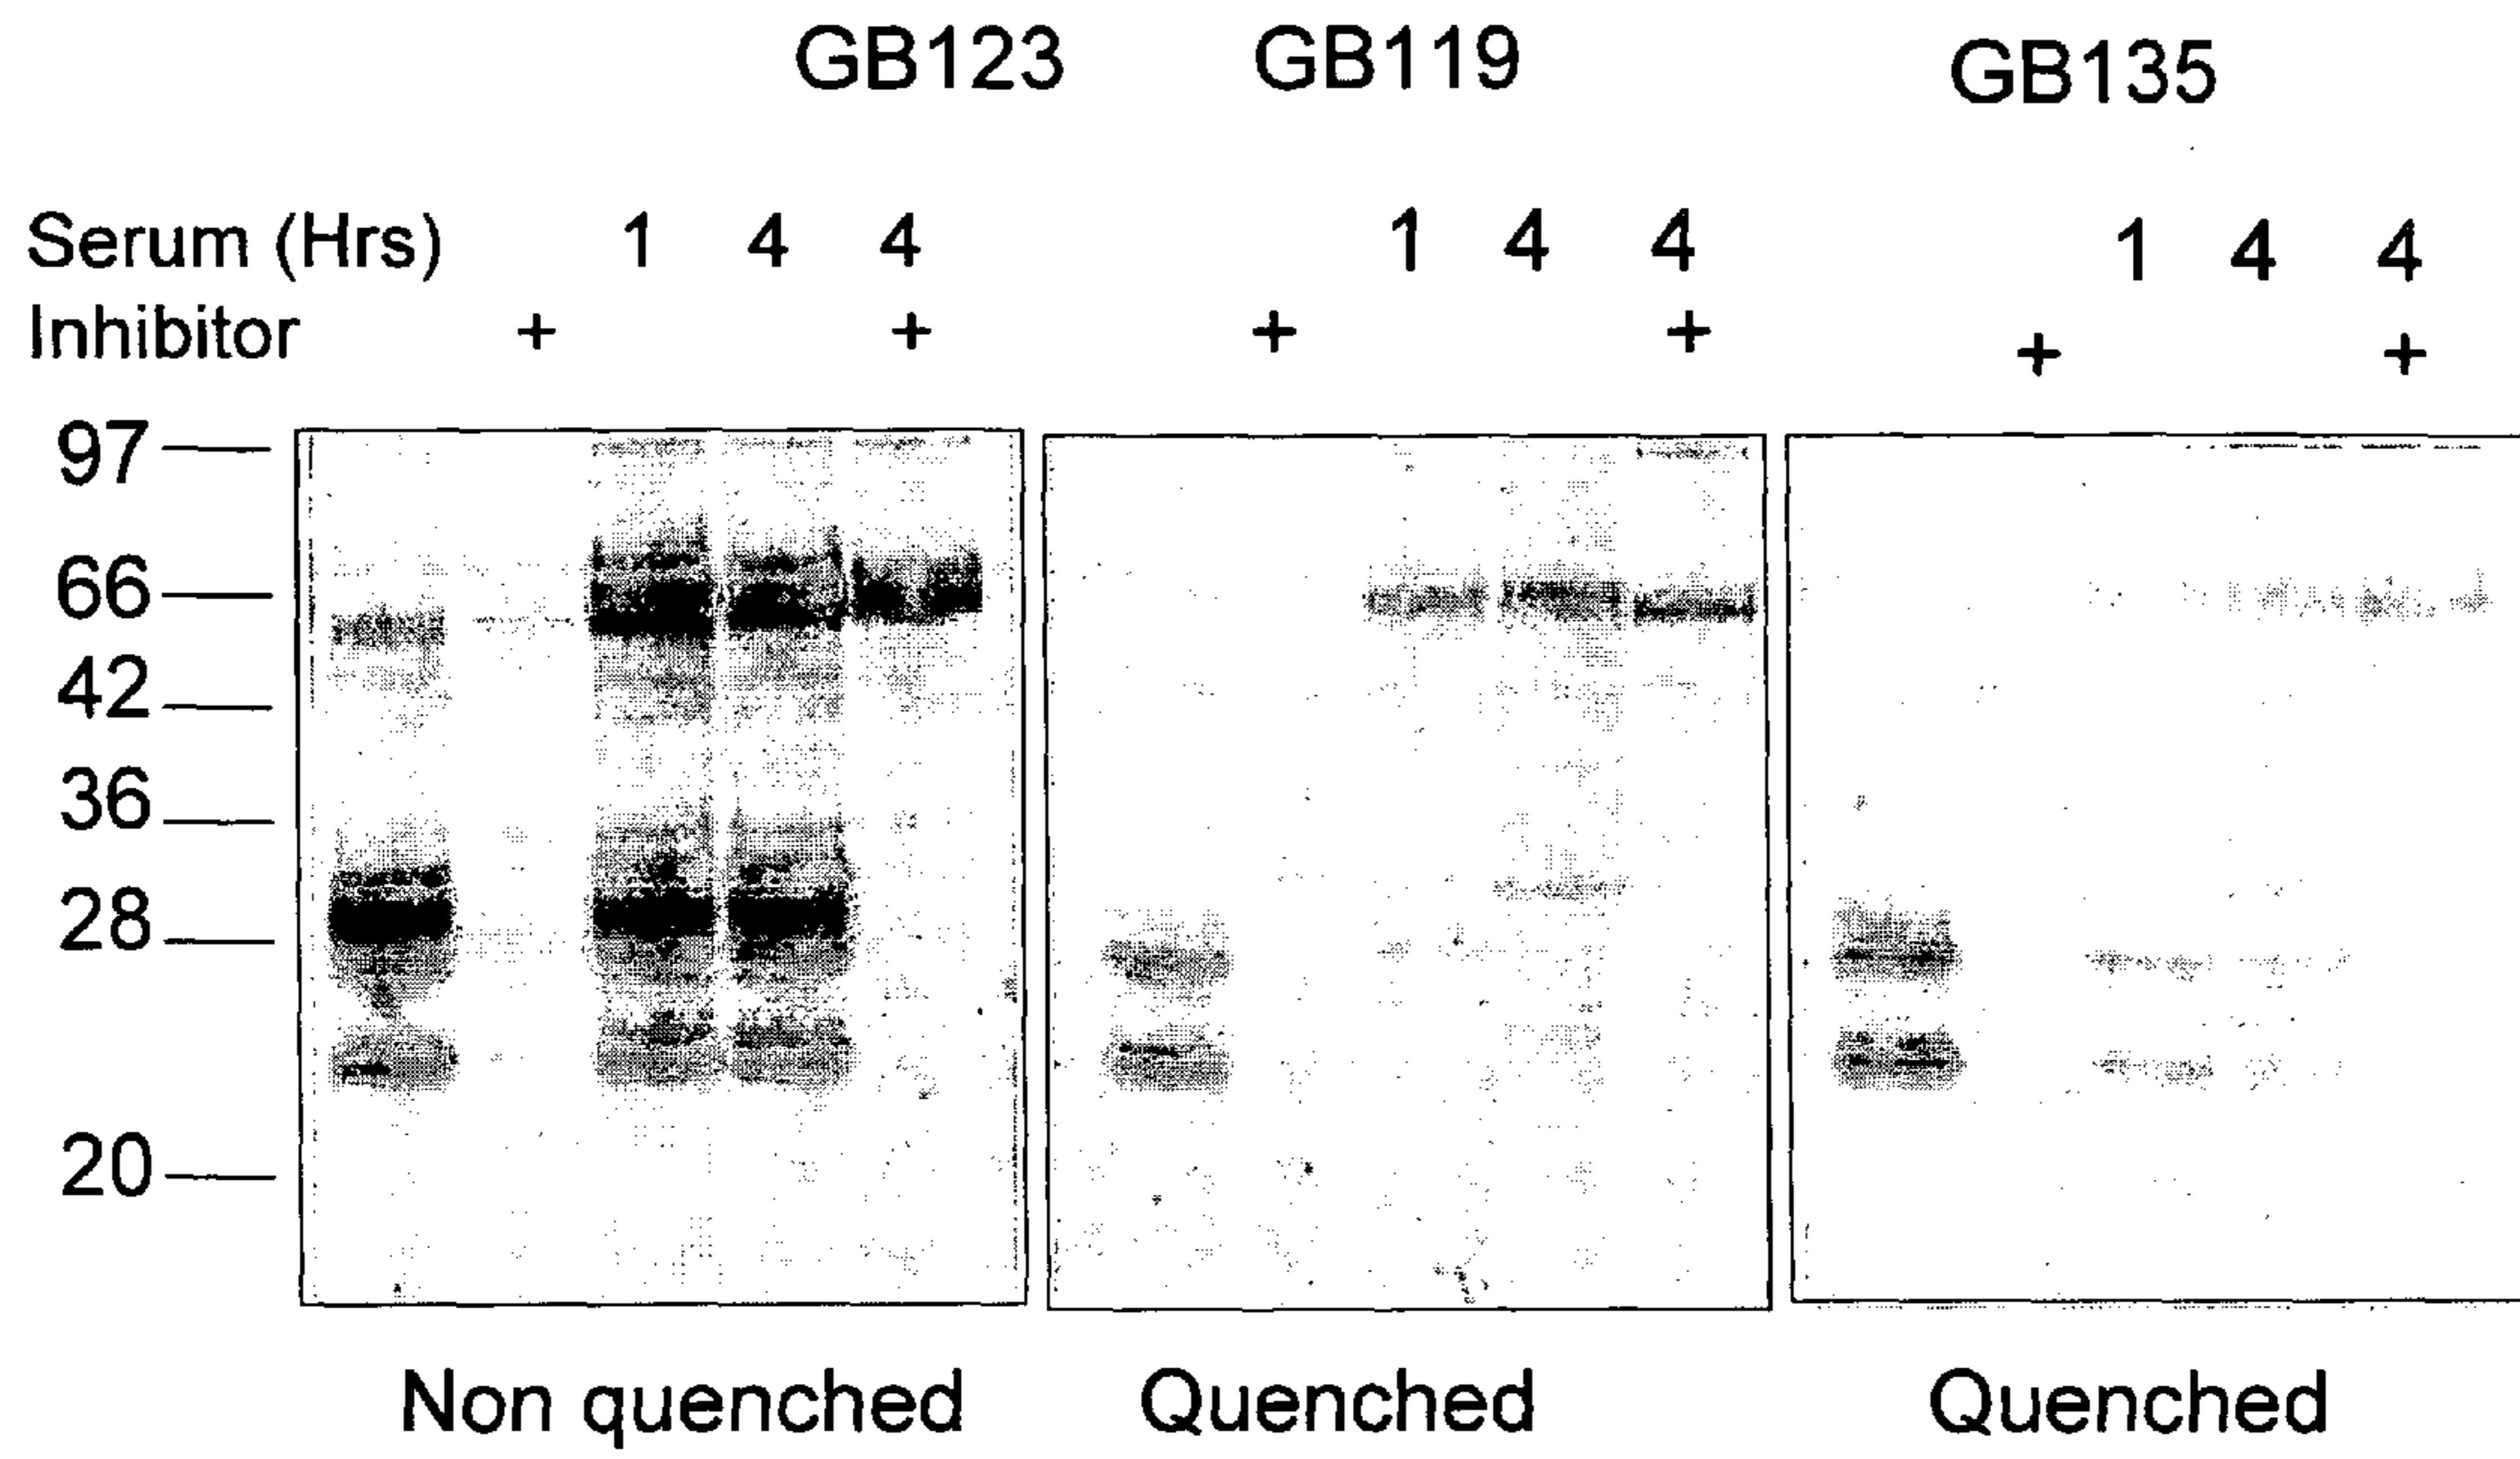 GB123 GB119 GB135
Serum (Hrs) 1 4 4 1 4 4 1 4 4
Inhibitor + + + + + +
97
66
42
36
28
20
Non quenched Quenched Quenched